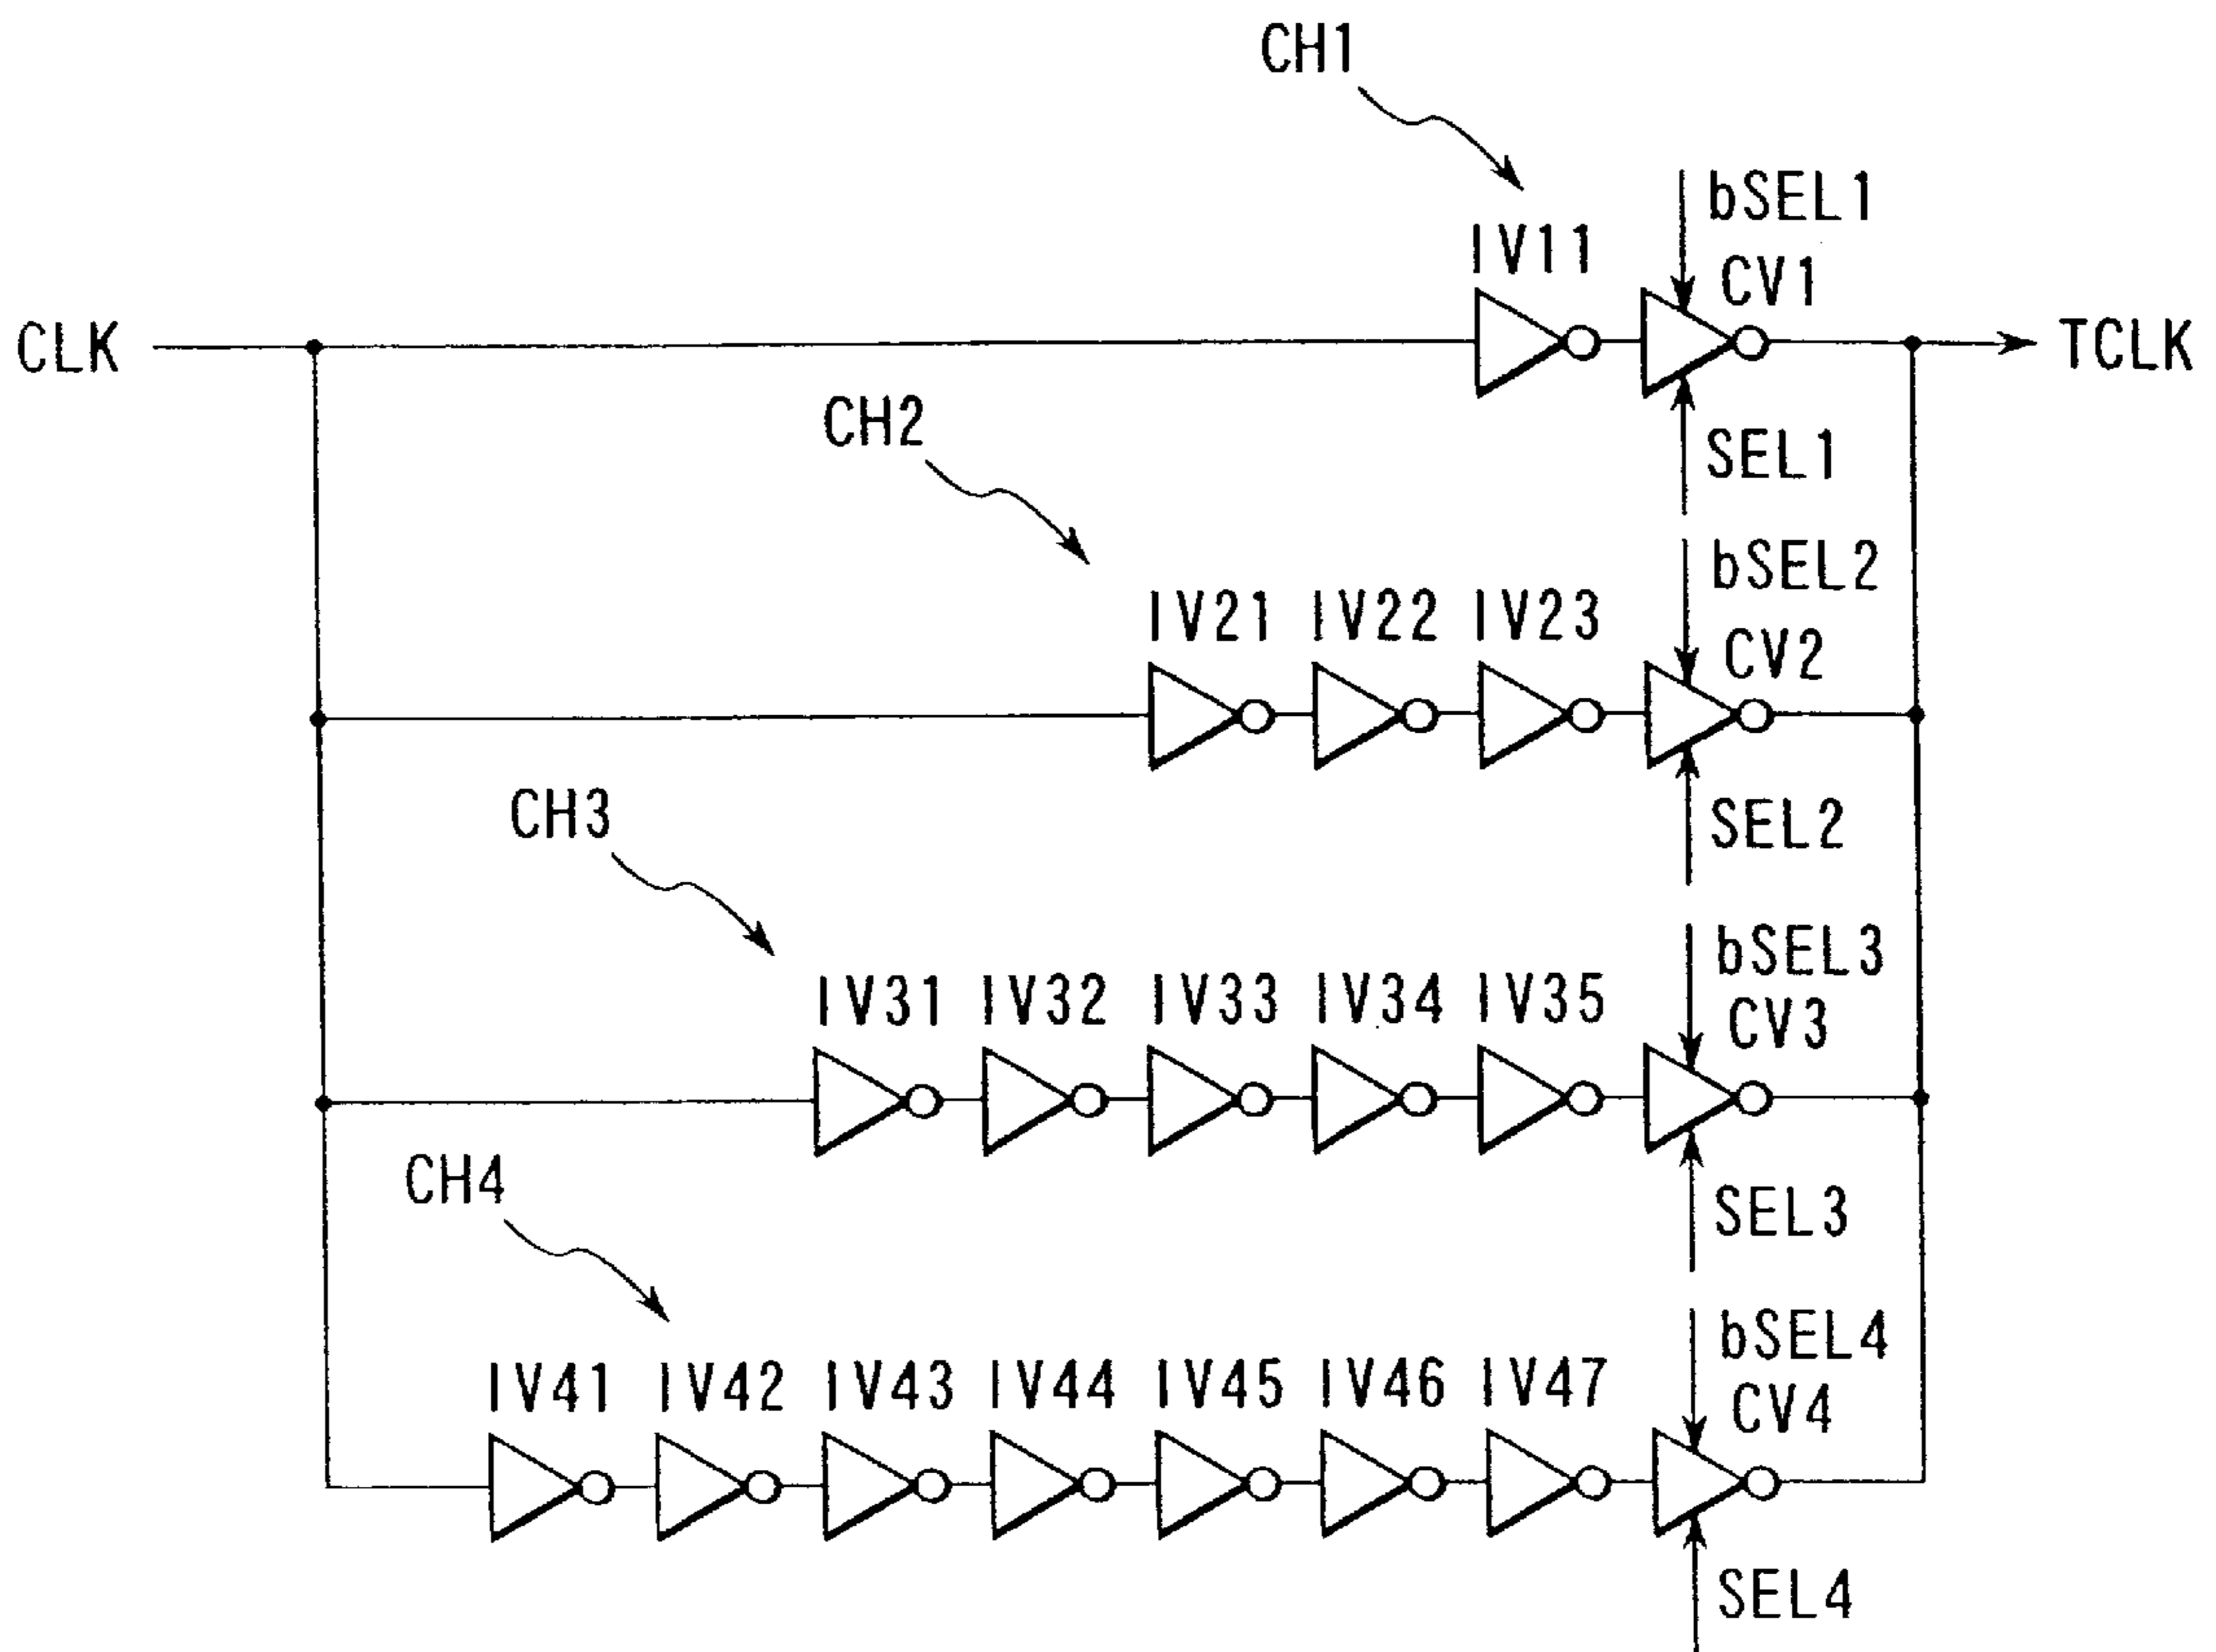 CH1
bSEL1
IV11
CV1
CLK
TCLK
CH2
SEL1
bSEL2
IV21 IV22 IV23
CV2
CH3
SEL2
bSEL3
IV31 IV32 IV33 IV34 IV35
CV3
CH4
SEL3
bSEL4
IV41 IV42 IV43 IV44 IV45 IV46 IV47
CV4
SEL4